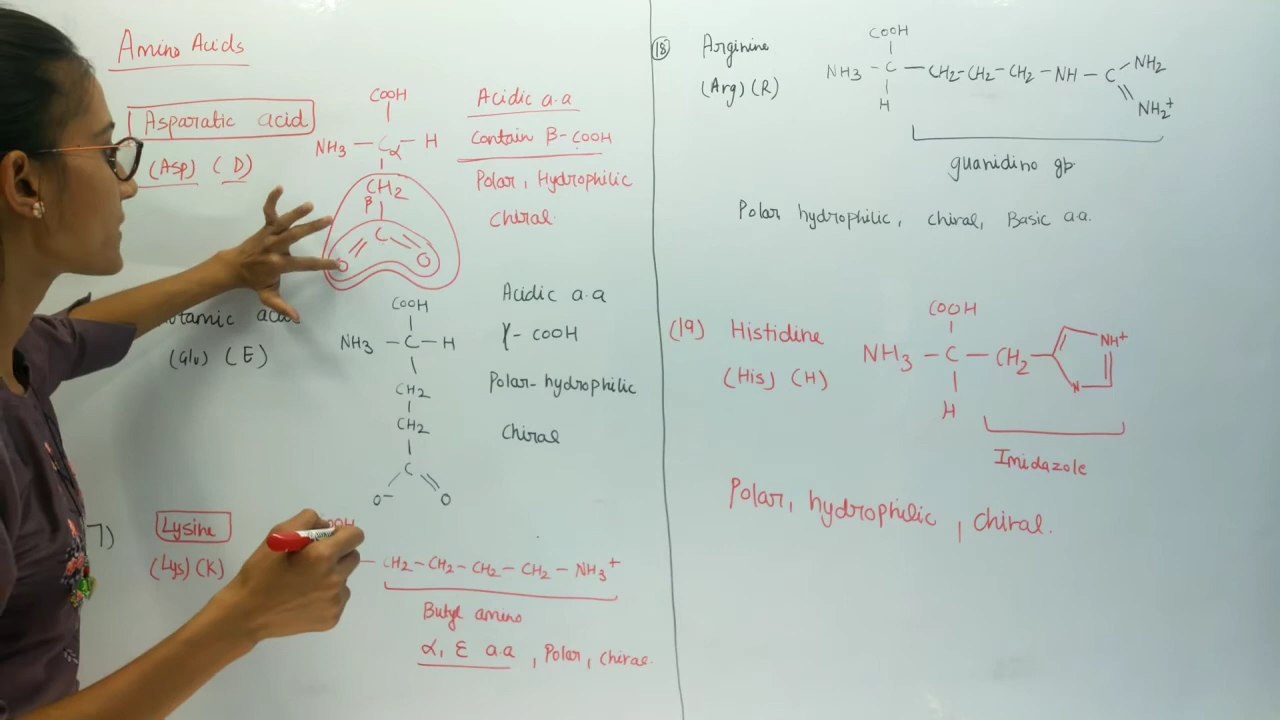 Amino Acids
Asparatic acid
(Asp) (D)
COOH
NH3 — Cα — H
CH2
β
C
O O
Acidic a.a
Contain β-COOH
Polar, Hydrophilic
Chiral
acid
(Glu) (E)
COOH
NH3 — C — H
CH2
CH2
C
O- O
Acidic a.a
γ- COOH
Polar-hydrophilic
Chiral
7)
Lysine
(Lys) (K)
CH2-CH2-CH2-CH2-NH3+
Butyl amino
α, ε a.a, Polar, Chiral.
(18) Arginine
(Arg) (R)
COOH
NH3 - C - CH2-CH2-CH2-NH-C
H
NH2
NH2+
guanidino gp
Polar hydrophilic, chiral, Basic a.a.
(19) Histidine
(His) (H)
COOH
NH3 - C - CH2
H
NH+
N
Imidazole
Polar, hydrophilic, chiral.